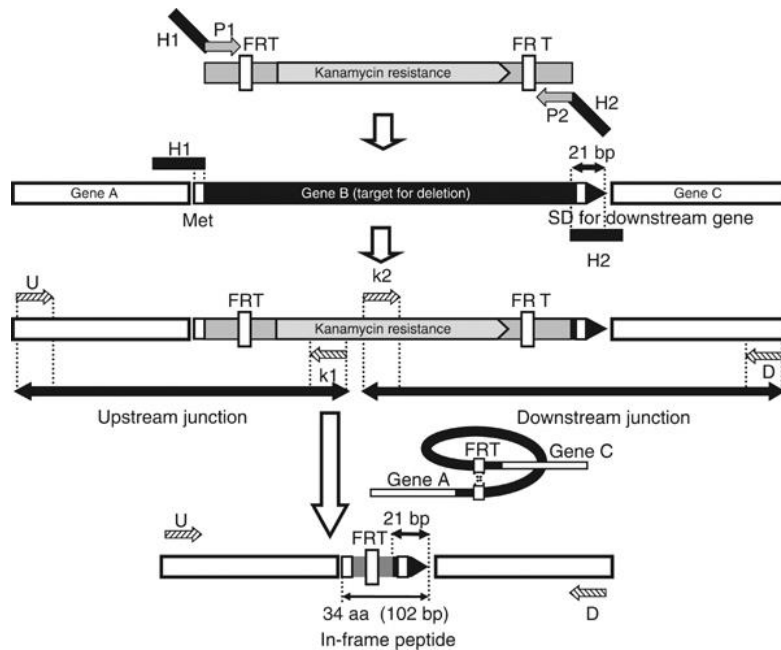 H1
P1
FRT
FR T
Kanamycin resistance
P2
H2
H1
21 bp
Gene A
Gene B (target for deletion)
Gene C
Met
SD for downstream gene
H2
U
k2
FRT
FR T
Kanamycin resistance
k1
D
Upstream junction
Downstream junction
FRT
Gene C
Gene A
U
21 bp
FRT
34 aa (102 bp)
D
In-frame peptide